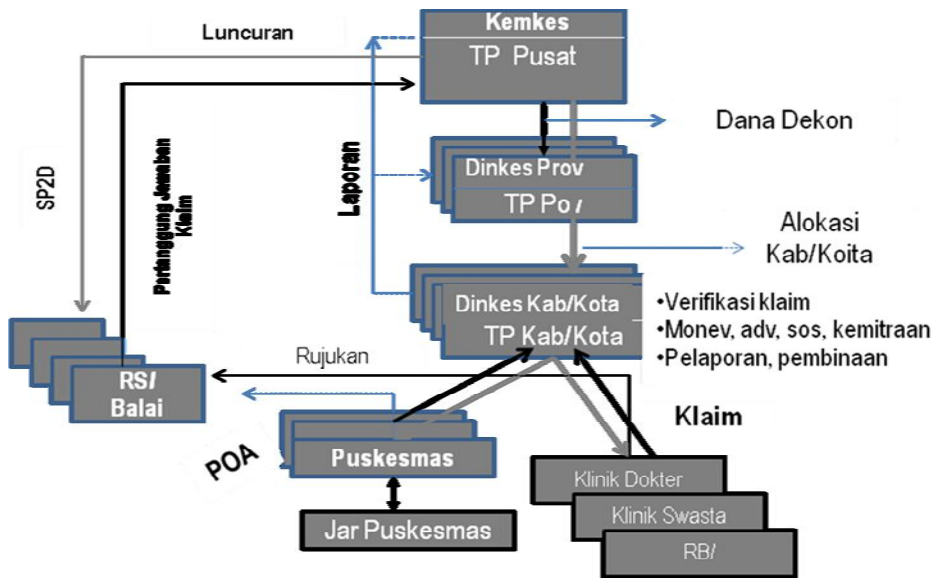 Kemkes
TP Pusat
Luncuran
Dana Dekon
Dinkes Prov
TP Po/
SP2D
Pertanggung Jawaban
Klaim
Laporan
Alokasi
Kab/Koita
Dinkes Kab/Kota
TP Kab/Kota
•Verifikasi klaim
•Monev, adv, sos, kemitraan
•Pelaporan, pembinaan
Rujukan
RS/
Balai
Klaim
POA
Puskesmas
Jar Puskesmas
Klinik Dokter
Klinik Swasta
RB/